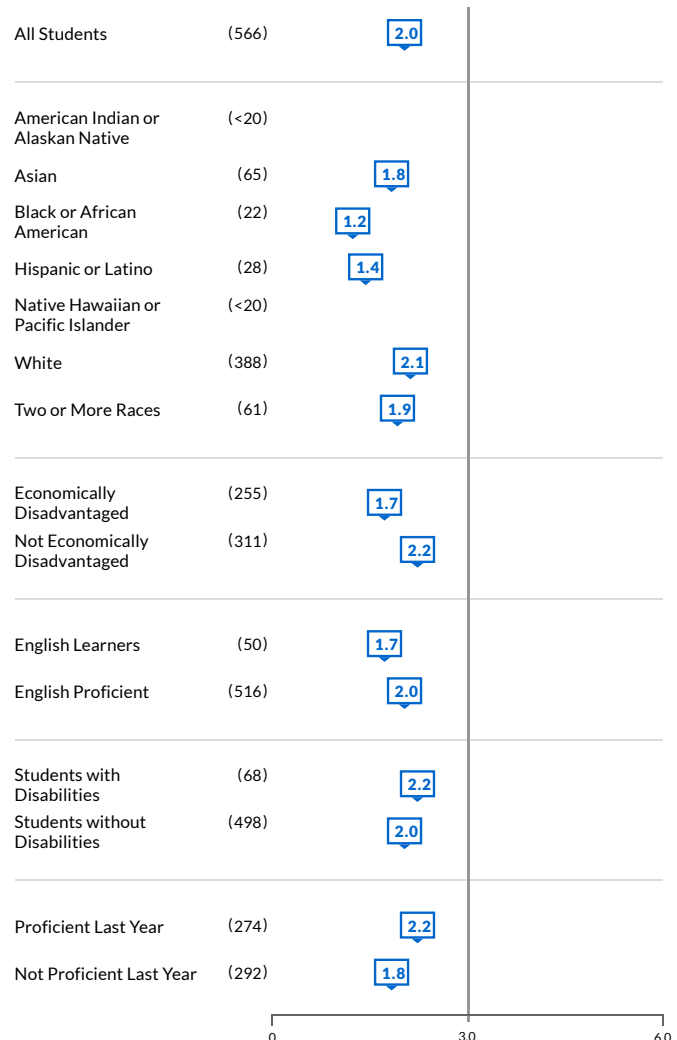 All Students (566) 2.0
American Indian or (<20)
Alaskan Native
Asian (65) 1.8
Black or African (22) 1.2
American
Hispanic or Latino (28) 1.4
Native Hawaiian or (<20)
Pacific Islander
White (388) 2.1
Two or More Races (61) 1.9
Economically (255) 1.7
Disadvantaged
Not Economically (311) 2.2
Disadvantaged
English Learners (50) 1.7
English Proficient (516) 2.0
Students with (68) 2.2
Disabilities
Students without (498) 2.0
Disabilities
Proficient Last Year (274) 2.2
Not Proficient Last Year (292) 1.8
0 3.0 6.0